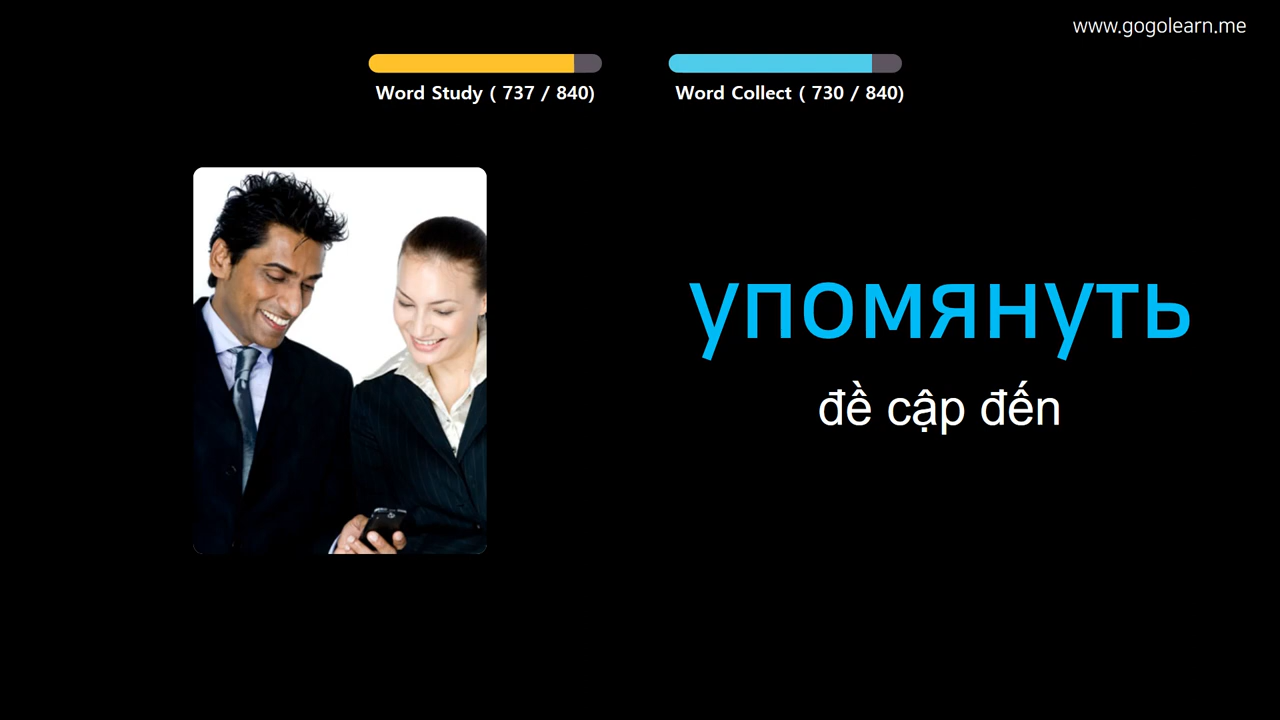 www.gogolearn.me
Word Study ( 737 / 840)
Word Collect ( 730 / 840)
упомянуть
đề cập đến